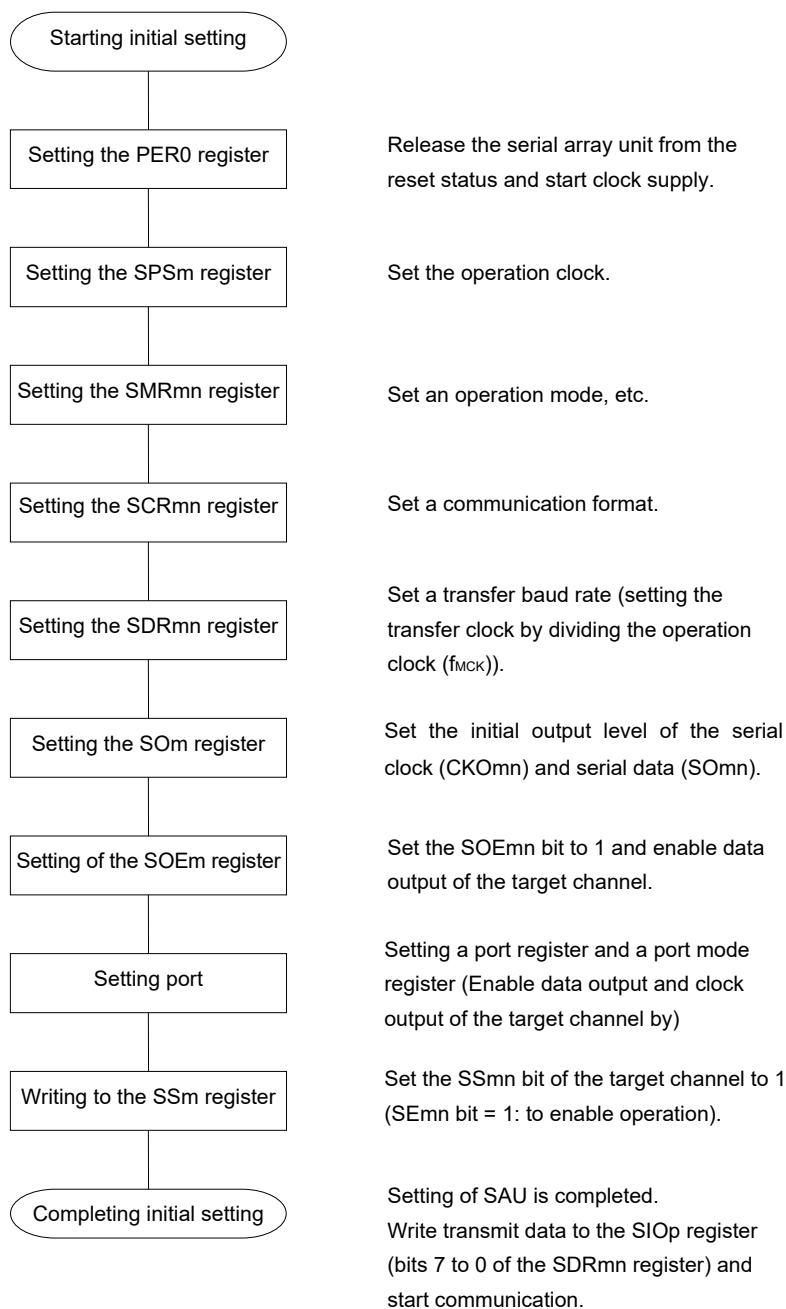 Starting initial setting
Setting the PER0 register
Release the serial array unit from the
reset status and start clock supply.
Setting the SPSm register
Set the operation clock.
Setting the SMRmn register
Set an operation mode, etc.
Setting the SCRmn register
Set a communication format.
Setting the SDRmn register
Set a transfer baud rate (setting the
transfer clock by dividing the operation
clock (fMCK)).
Setting the SOm register
Set the initial output level of the serial
clock (CKOmn) and serial data (SOmn).
Setting of the SOEm register
Set the SOEmn bit to 1 and enable data
output of the target channel.
Setting port
Setting a port register and a port mode
register (Enable data output and clock
output of the target channel by)
Writing to the SSm register
Set the SSmn bit of the target channel to 1
(SEmn bit = 1: to enable operation).
Completing initial setting
Setting of SAU is completed.
Write transmit data to the SIOp register
(bits 7 to 0 of the SDRmn register) and
start communication.